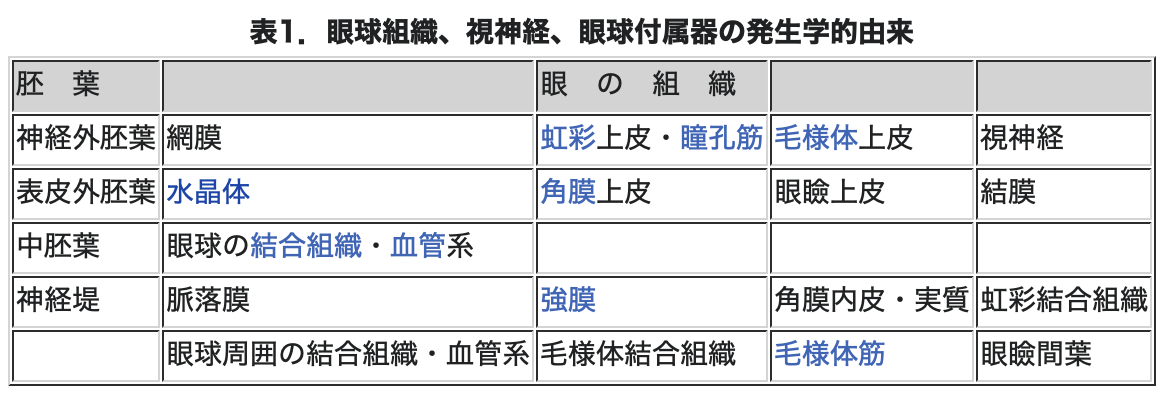 表1．眼球組織、視神経、眼球付属器の発生学的由来
胚　葉 眼　の　組　織
神経外胚葉 網膜 虹彩上皮・瞳孔筋 毛様体上皮 視神経
表皮外胚葉 水晶体 角膜上皮 眼瞼上皮 結膜
中胚葉 眼球の結合組織・血管系
神経堤 脈落膜 強膜 角膜内皮・実質 虹彩結合組織
眼球周囲の結合組織・血管系 毛様体結合組織 毛様体筋 眼瞼間葉